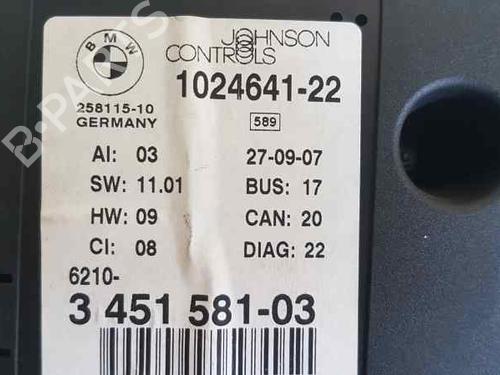 BMW
JOHNSON
CONTROLS
1024641-22
258115-10
GERMANY
589
AI: 03
27-09-07
SW: 11.01
BUS: 17
HW: 09
CAN: 20
CI: 08
DIAG: 22
6210-
3 451 581-03
B-PARTS